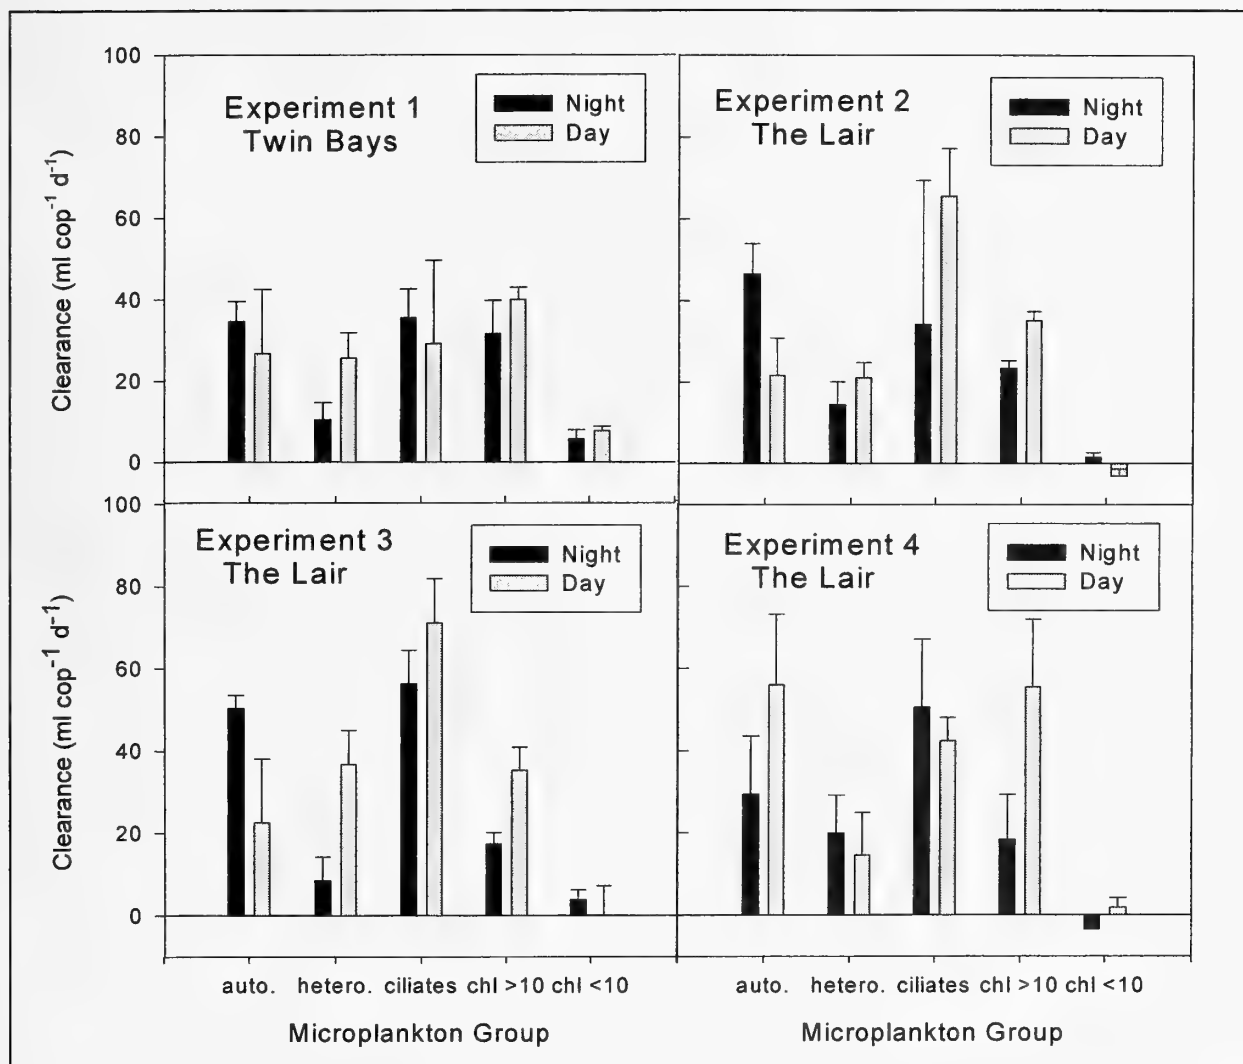 Experiment 1
Twin Bays
Night
Day
Clearance (ml cop⁻¹ d⁻¹)
100
80
60
40
20
0
Experiment 2
The Lair
Night
Day
Experiment 3
The Lair
Night
Day
Clearance (ml cop⁻¹ d⁻¹)
100
80
60
40
20
0
auto. hetero. ciliates chl >10 chl <10
Microplankton Group
Experiment 4
The Lair
Night
Day
auto. hetero. ciliates chl >10 chl <10
Microplankton Group